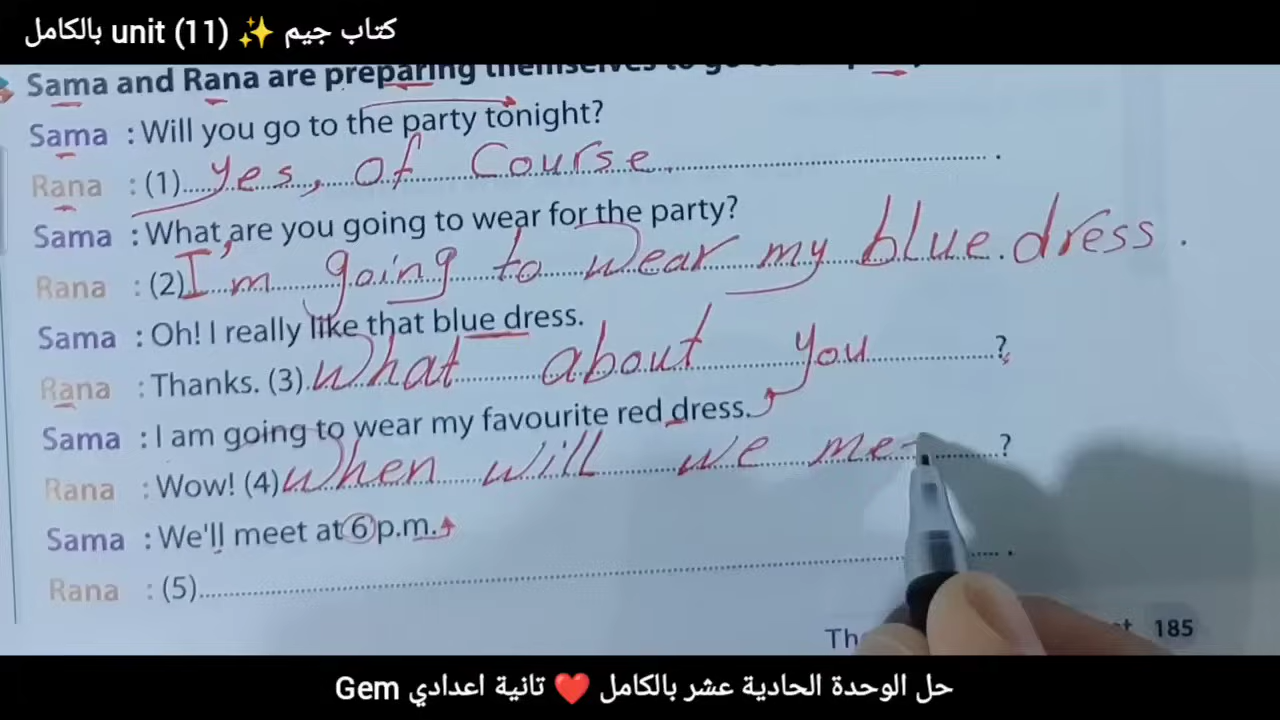 كتاب جيم ✨ unit (11) بالكامل
Sama and Rana are preparing themselves to go to
Sama : Will you go to the party tonight?
Rana : (1) yes, of Course.
Sama : What are you going to wear for the party?
Rana : (2) I'm going to wear my blue dress.
Sama : Oh! I really like that blue dress.
Rana : Thanks. (3) What about you ?
Sama : I am going to wear my favourite red dress.
Rana : Wow! (4) When will we me ?
Sama : We'll meet at 6 p.m.
Rana : (5) .
185
حل الوحدة الحادية عشر بالكامل ❤️ تانية اعدادي Gem